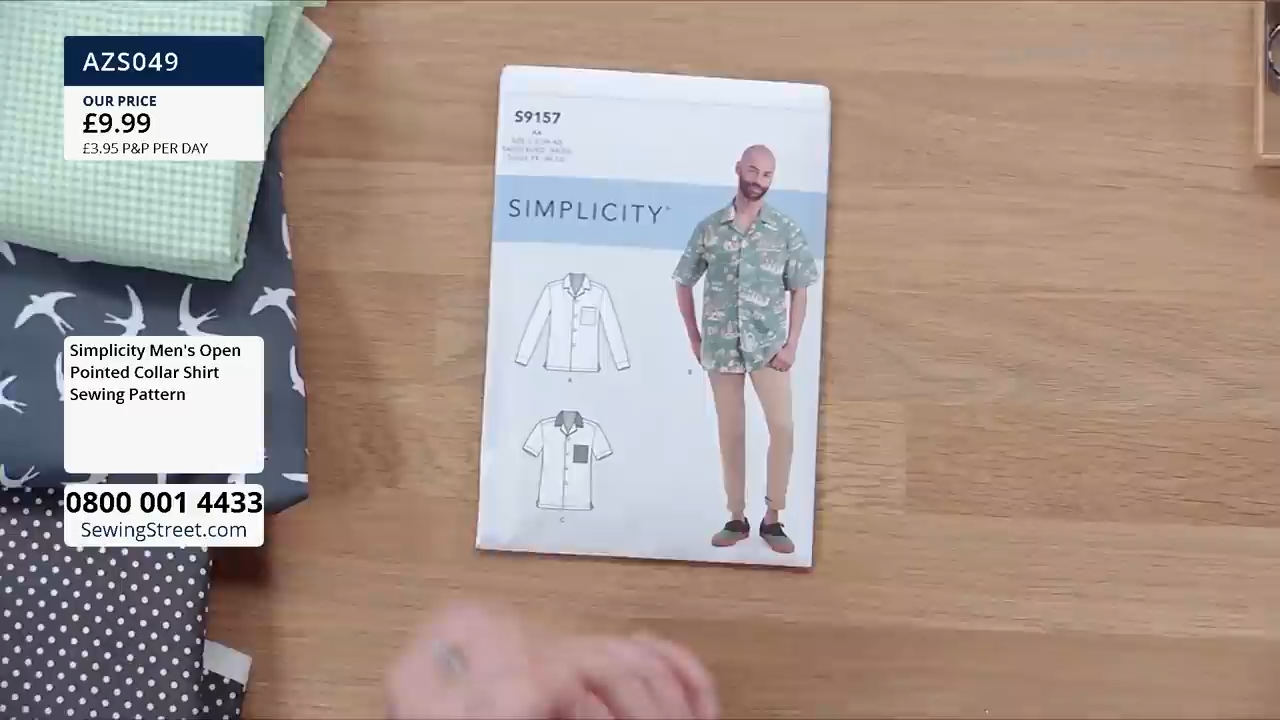 AZS049
OUR PRICE
£9.99
£3.95 P&P PER DAY
S9157
AA
SIMPLICITY
A
B
C
Simplicity Men's Open
Pointed Collar Shirt
Sewing Pattern
0800 001 4433
SewingStreet.com